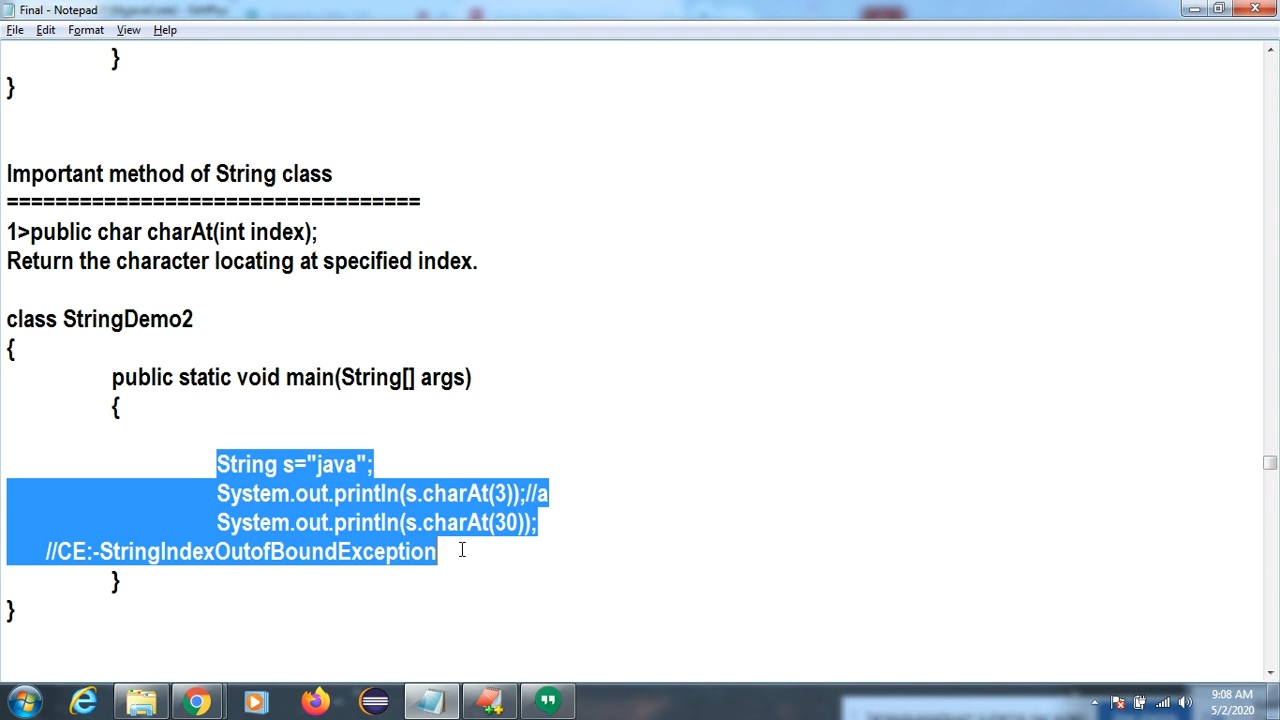 Final - Notepad
File Edit Format View Help
}
}
Important method of String class
==================================
1>public char charAt(int index);
Return the character locating at specified index.
class StringDemo2
{
public static void main(String[] args)
{
String s="java";
System.out.println(s.charAt(3));//a
System.out.println(s.charAt(30));
//CE:-StringIndexOutofBoundException
}
}
9:08 AM
5/2/2020